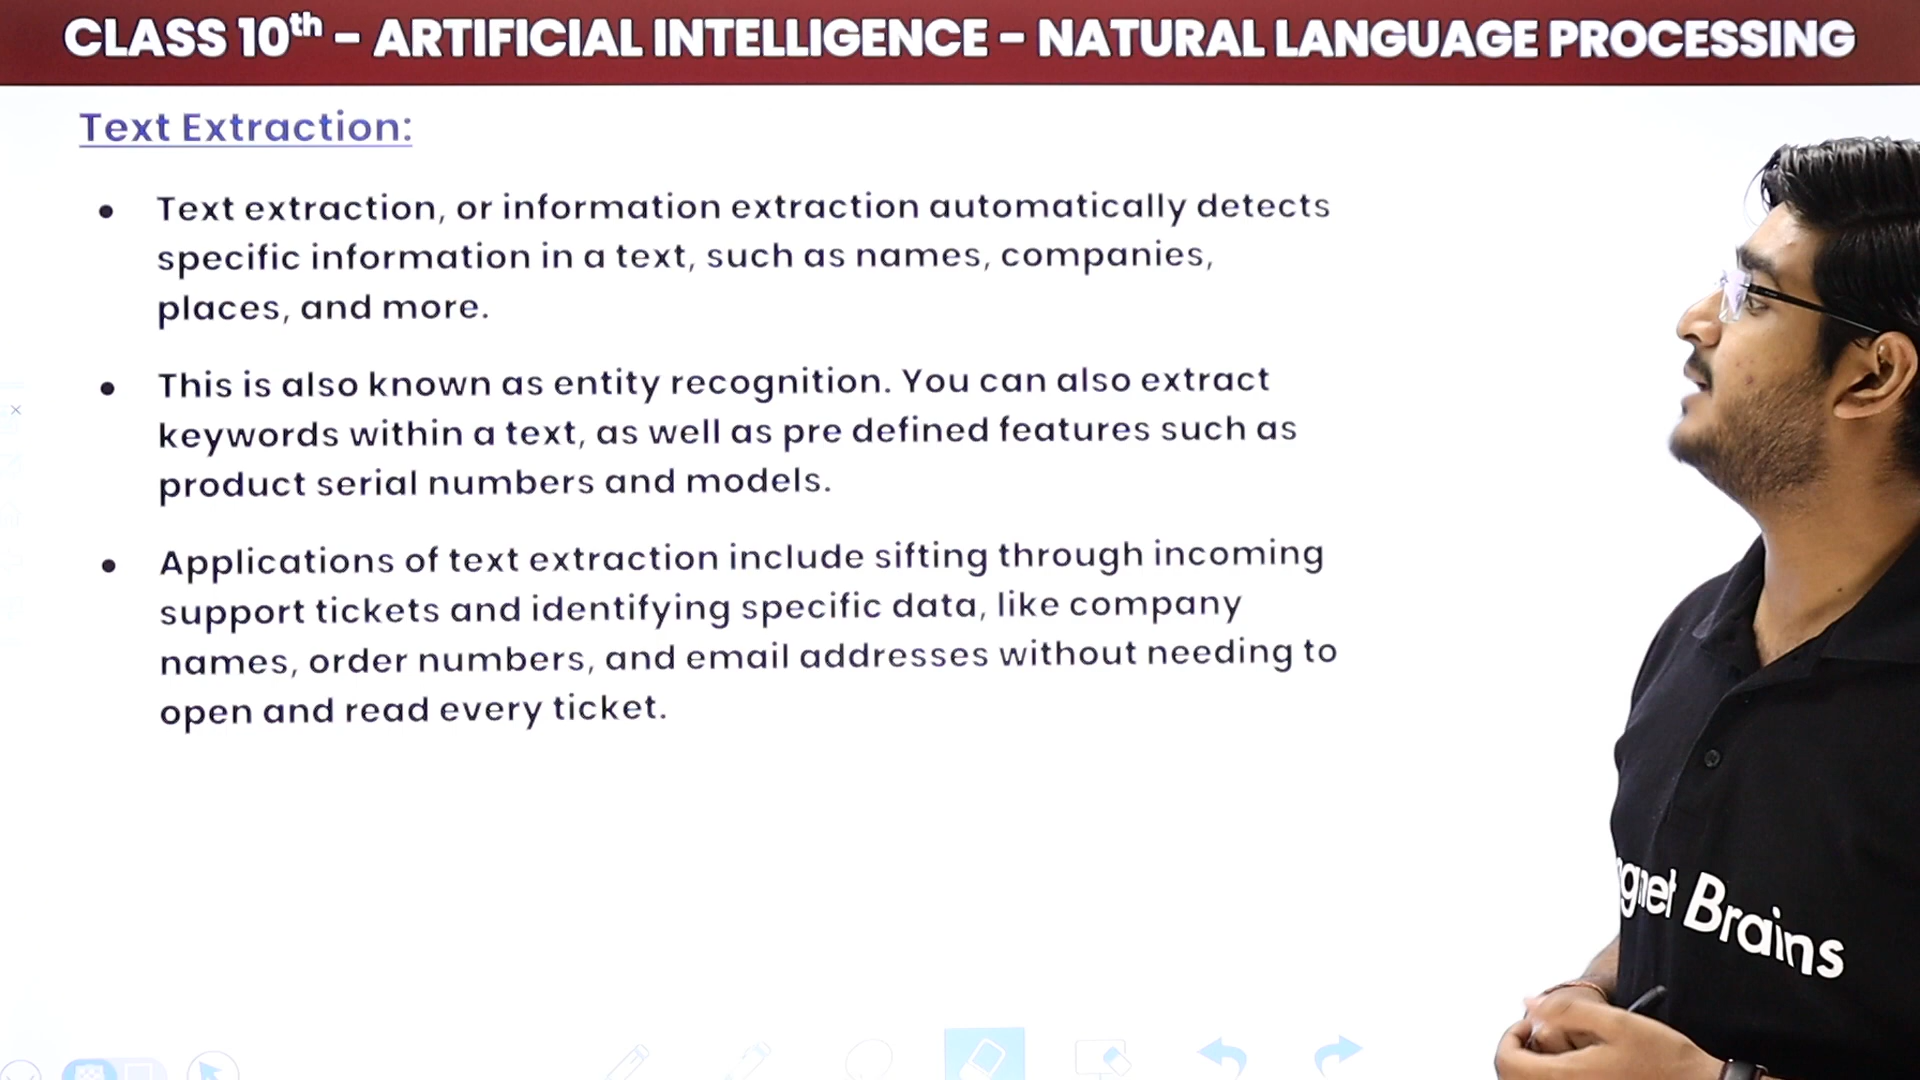 CLASS 10th – ARTIFICIAL INTELLIGENCE – NATURAL LANGUAGE PROCESSING
Text Extraction:
• Text extraction, or information extraction automatically detects
specific information in a text, such as names, companies,
places, and more.
• This is also known as entity recognition. You can also extract
keywords within a text, as well as pre defined features such as
product serial numbers and models.
• Applications of text extraction include sifting through incoming
support tickets and identifying specific data, like company
names, order numbers, and email addresses without needing to
open and read every ticket.
gnet Brains